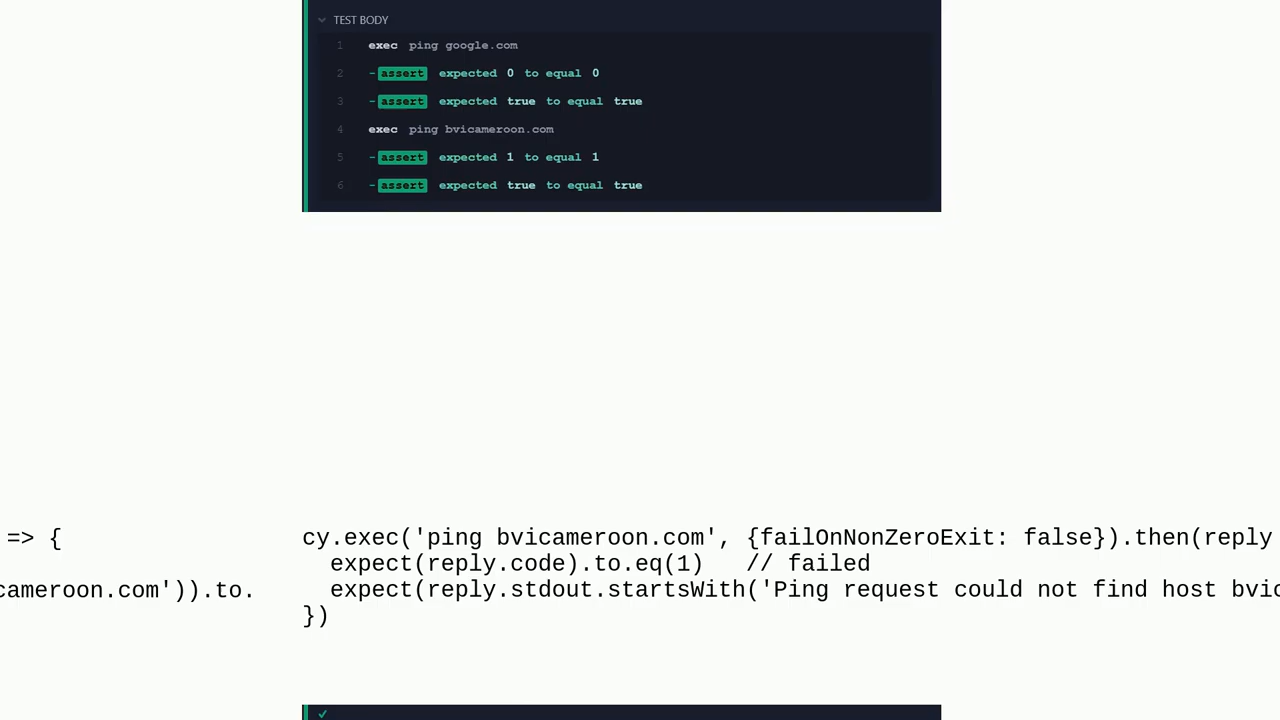 TEST BODY
1 exec ping google.com
2 -assert expected 0 to equal 0
3 -assert expected true to equal true
4 exec ping bvicameroon.com
5 -assert expected 1 to equal 1
6 -assert expected true to equal true
=> {
cameroon.com')).to.
cy.exec('ping bvicameroon.com', {failOnNonZeroExit: false}).then(reply
expect(reply.code).to.eq(1) // failed
expect(reply.stdout.startsWith('Ping request could not find host bvic
})